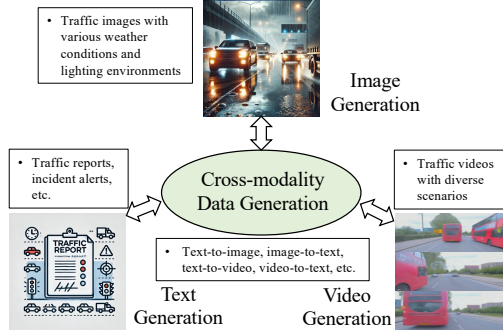 • Traffic images with
various weather
conditions and
lighting environments
Image
Generation
• Traffic reports,
incident alerts,
etc.
Cross-modality
Data Generation
• Traffic videos
with diverse
scenarios
TRAFFIC
REPORT
• Text-to-image, image-to-text,
text-to-video, video-to-text, etc.
Text
Generation
Video
Generation